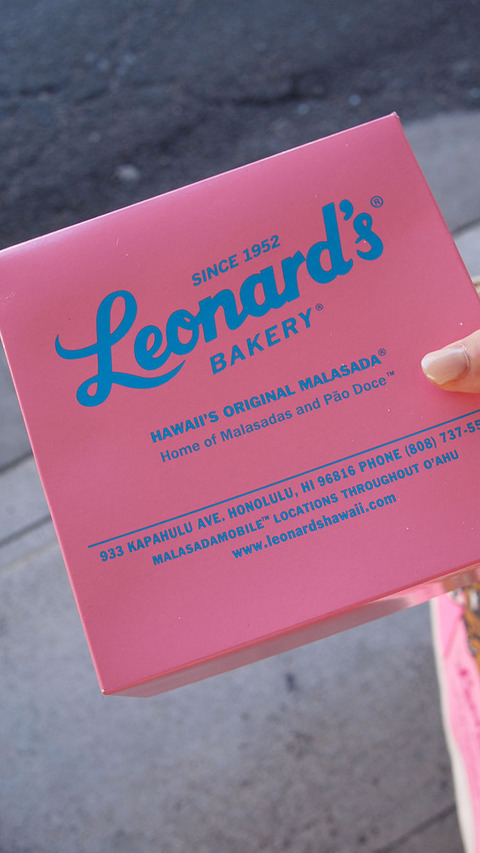 SINCE 1952
Leonard's®
BAKERY®
HAWAII'S ORIGINAL MALASADA®
Home of Malasadas and Pão Doce™
933 KAPAHULU AVE. HONOLULU, HI 96816 PHONE (808) 737-55
MALASADAMOBILE™ LOCATIONS THROUGHOUT O'AHU
www.leonardshawaii.com